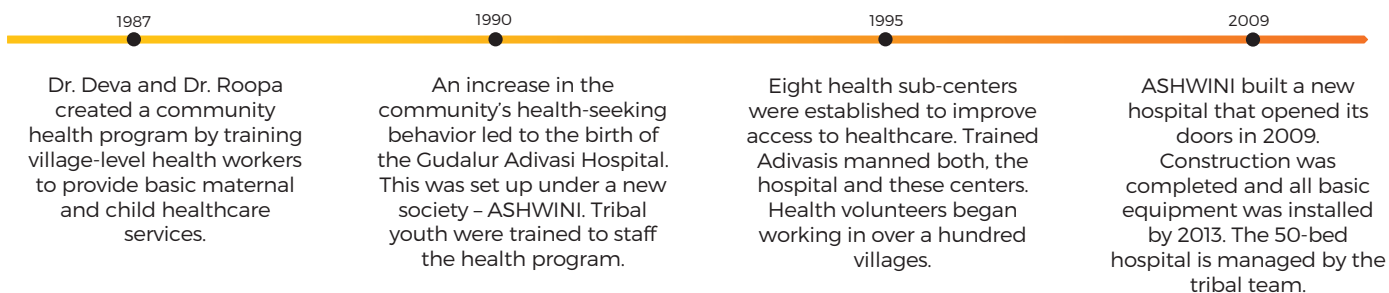 1987
Dr. Deva and Dr. Roopa
created a community
health program by training
village-level health workers
to provide basic maternal
and child healthcare
services.
1990
An increase in the
community's health-seeking
behavior led to the birth of
the Gudalur Adivasi Hospital.
This was set up under a new
society – ASHWINI. Tribal
youth were trained to staff
the health program.
1995
Eight health sub-centers
were established to improve
access to healthcare. Trained
Adivasis manned both, the
hospital and these centers.
Health volunteers began
working in over a hundred
villages.
2009
ASHWINI built a new
hospital that opened its
doors in 2009.
Construction was
completed and all basic
equipment was installed
by 2013. The 50-bed
hospital is managed by the
tribal team.